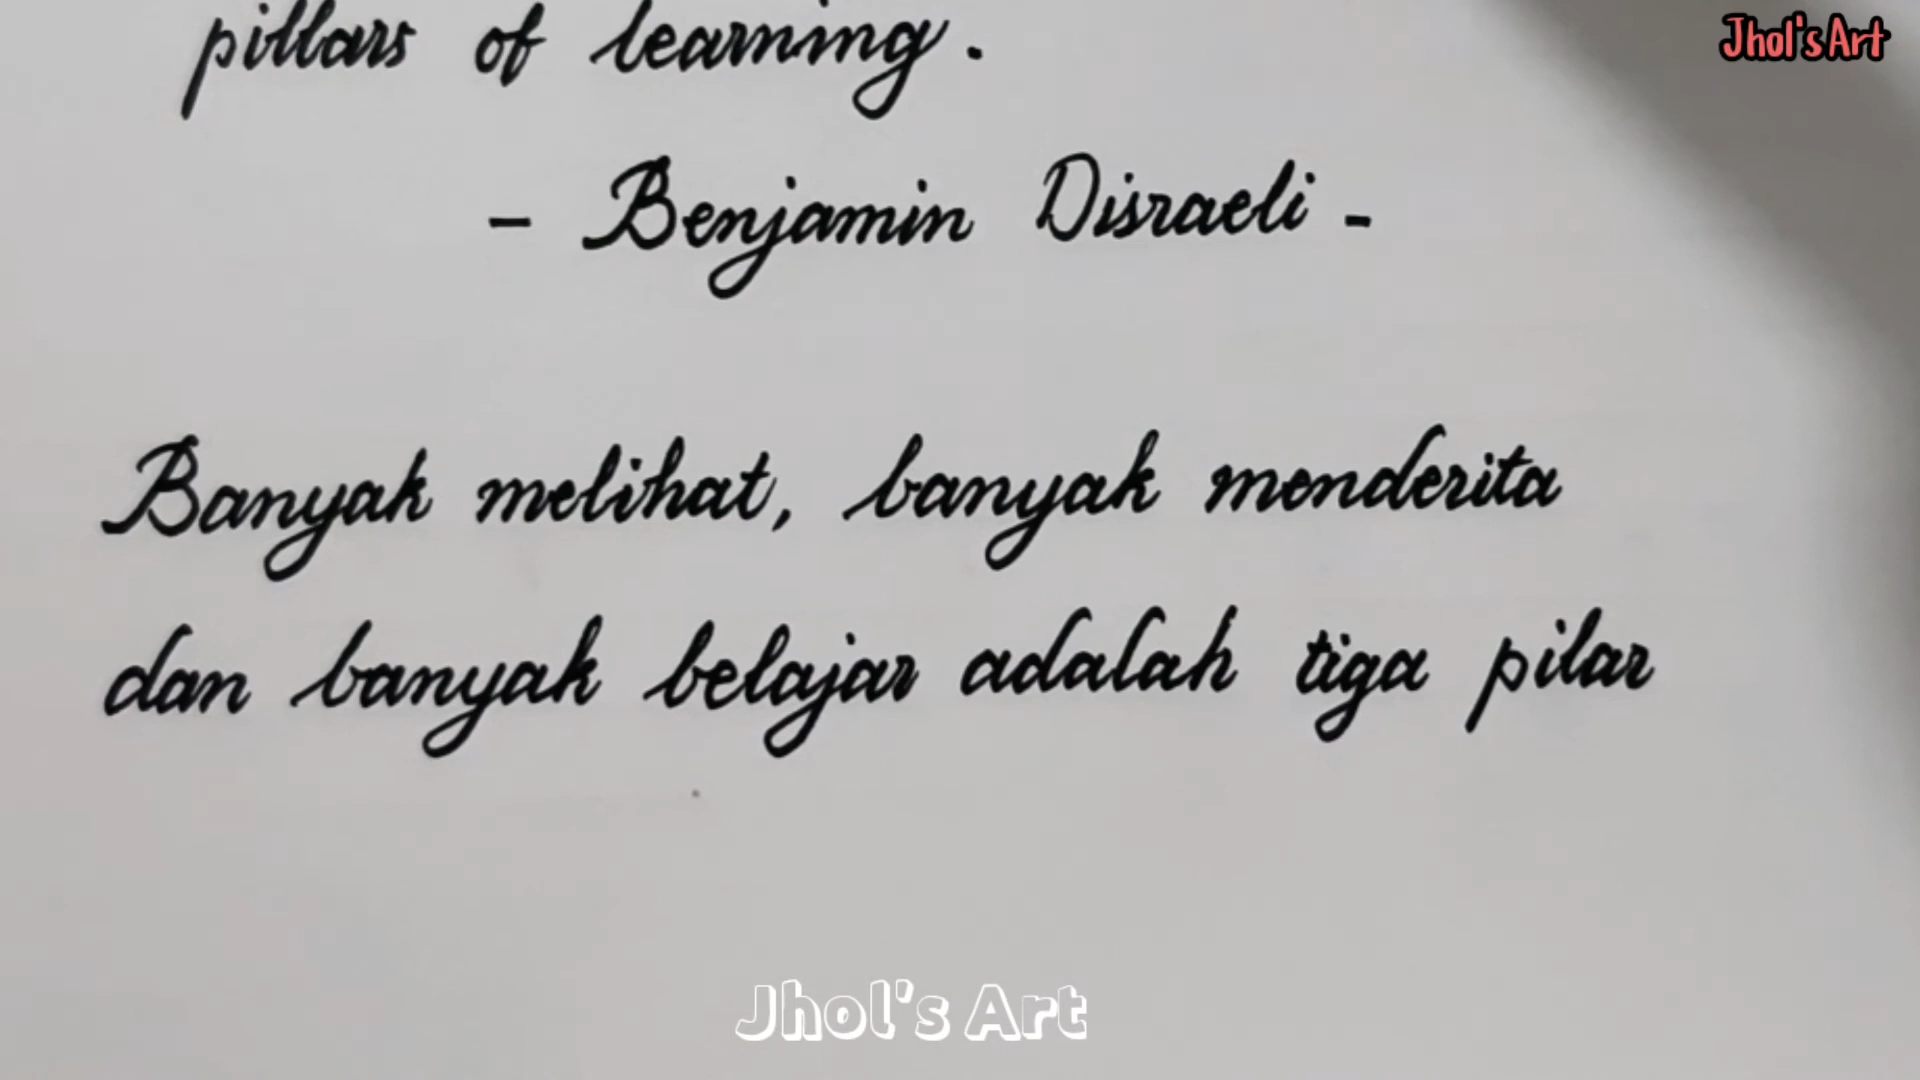 Jhol's Art
pillars of learning.
- Benjamin Disraeli -
Banyak melihat, banyak menderita
dan banyak belajar adalah tiga pilar
Jhol's Art